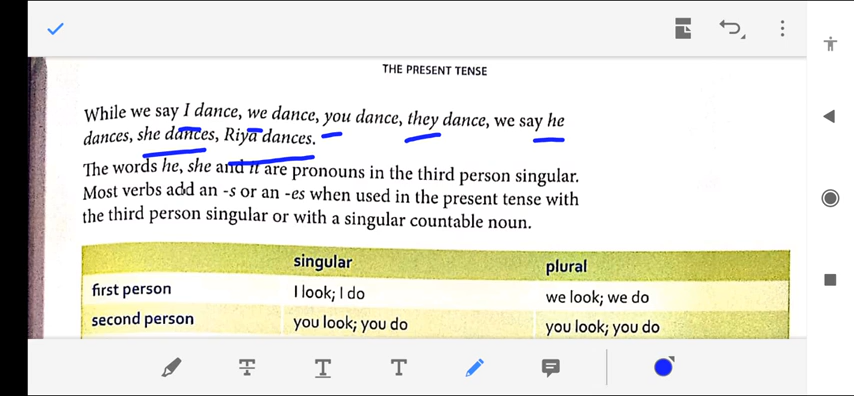 THE PRESENT TENSE
While we say I dance, we dance, you dance, they dance, we say he
dances, she dances, Riya dances.
The words he, she and it are pronouns in the third person singular.
Most verbs add an -s or an -es when used in the present tense with
the third person singular or with a singular countable noun.
singular plural
first person I look; I do we look; we do
second person you look; you do you look; you do